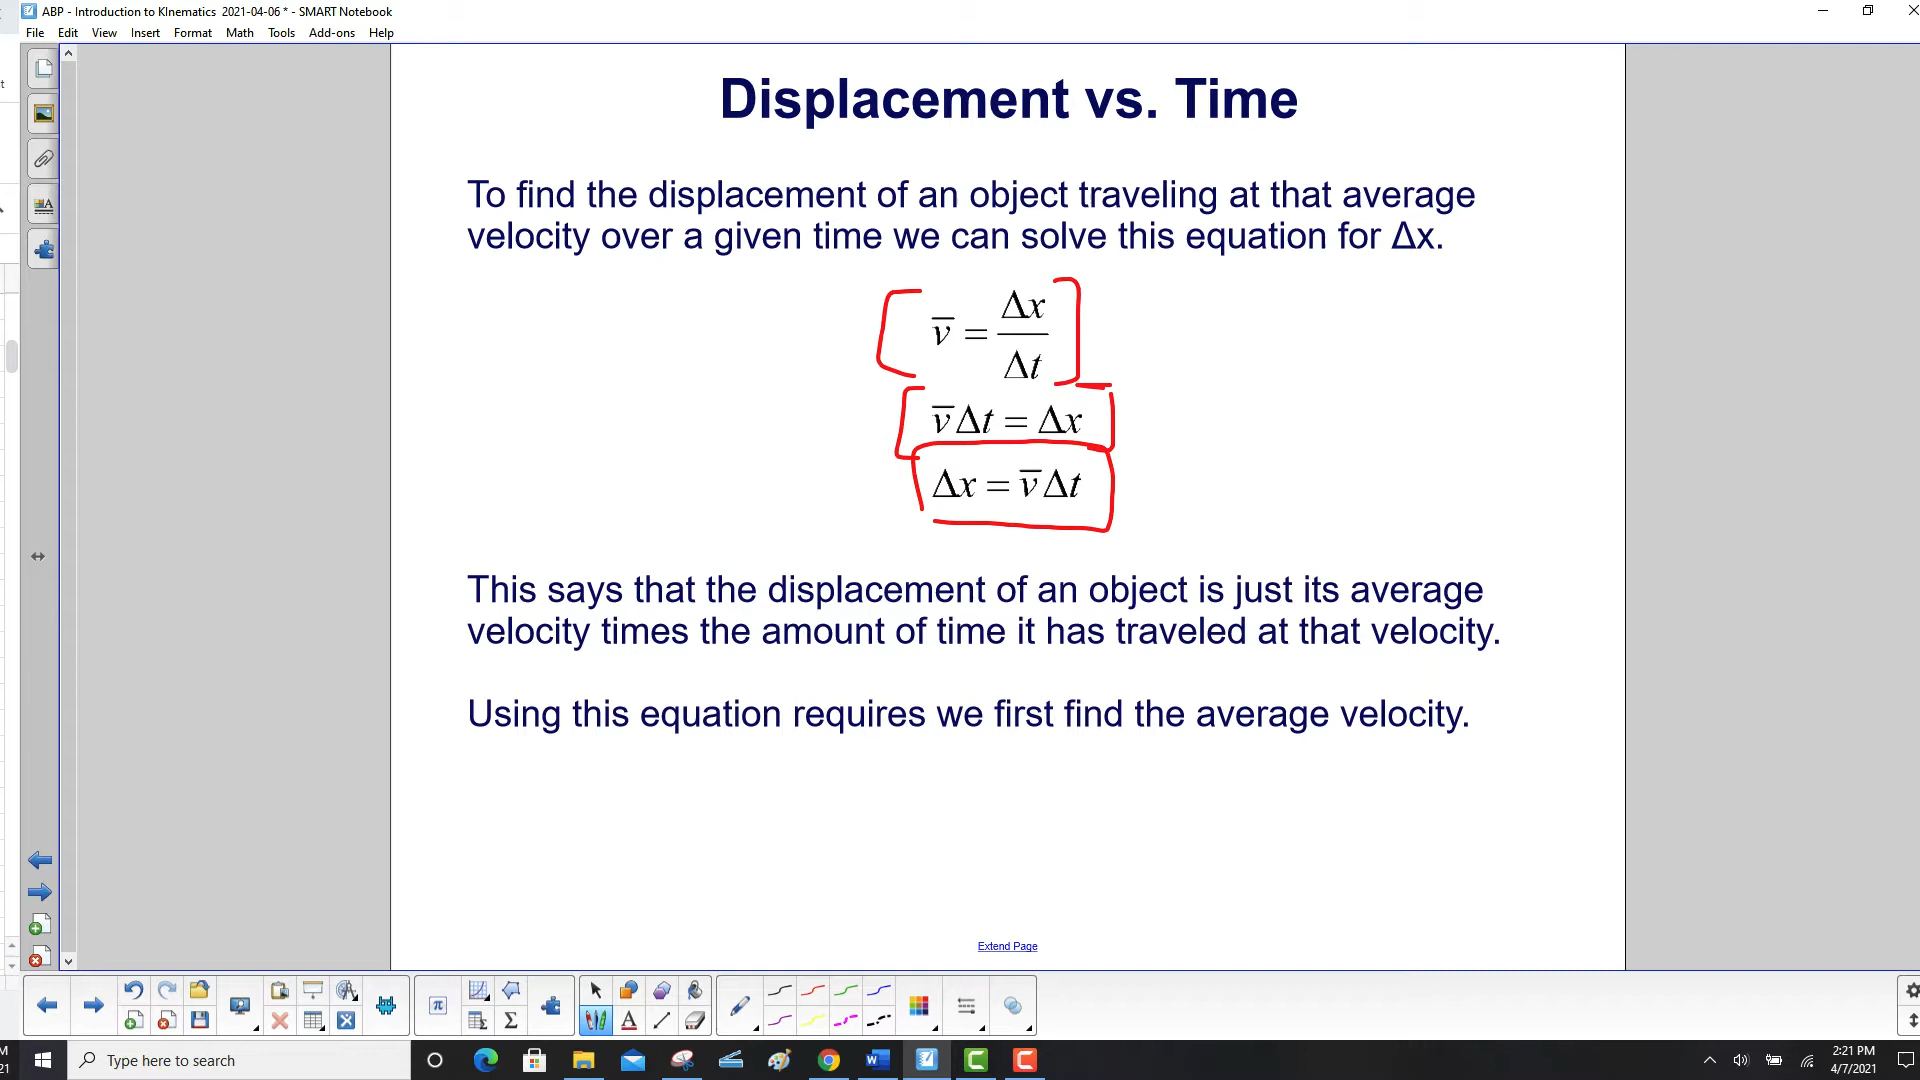 ABP - Introduction to KInematics 2021-04-06 * - SMART Notebook
File Edit View Insert Format Math Tools Add-ons Help
Displacement vs. Time
To find the displacement of an object traveling at that average
velocity over a given time we can solve this equation for Δx.
v̅ = Δx/Δt
v̅Δt = Δx
Δx = v̅Δt
This says that the displacement of an object is just its average
velocity times the amount of time it has traveled at that velocity.
Using this equation requires we first find the average velocity.
Extend Page
Type here to search
2:21 PM
4/7/2021